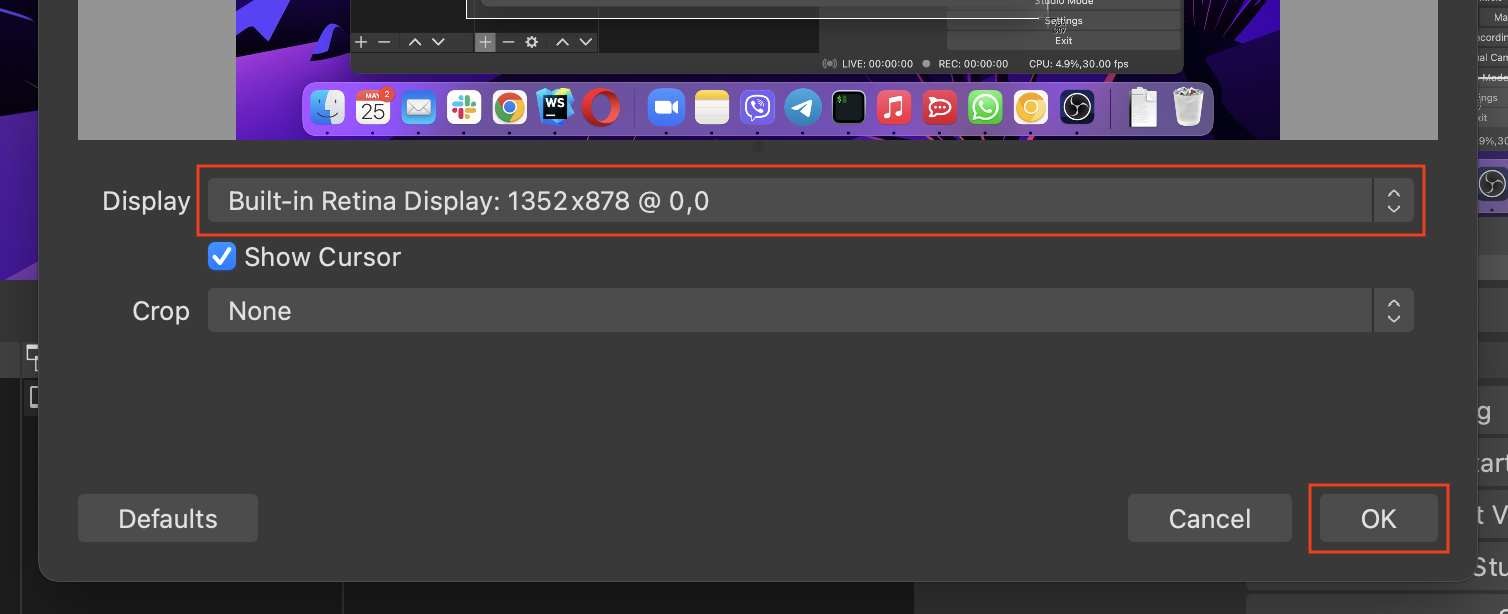 Studio Mode
Settings
Exit
LIVE: 00:00:00
REC: 00:00:00
CPU: 4.9%,30.00 fps
MAY
2
25
WS
$
Display
Built-in Retina Display: 1352x878 @ 0,0
Show Cursor
Crop
None
Defaults
Cancel
OK